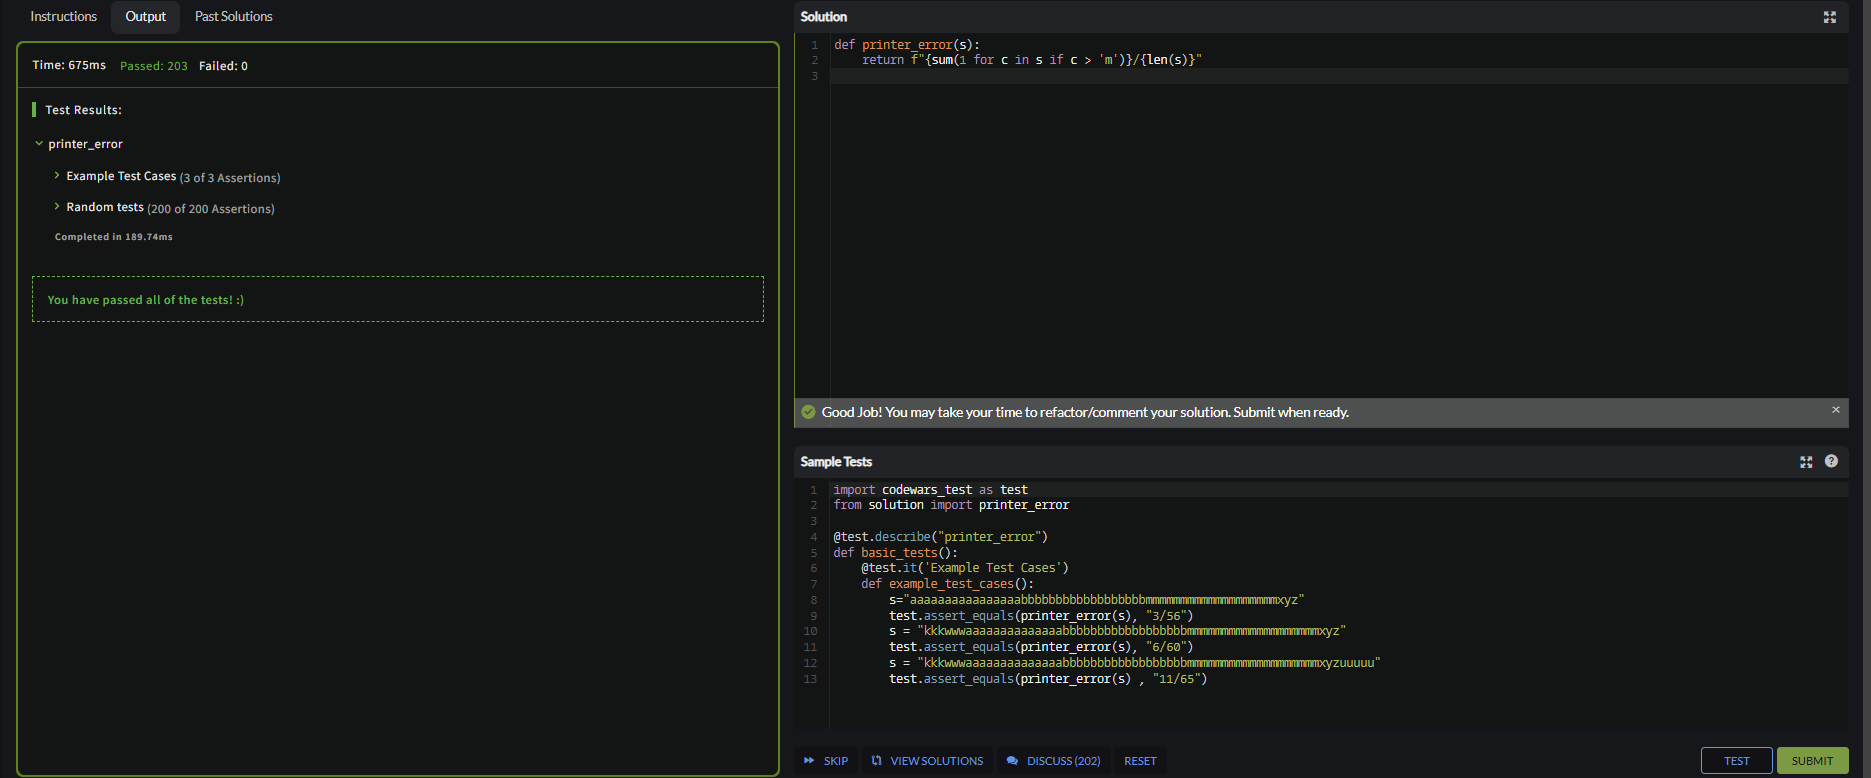 Instructions
Output
Past Solutions
Time: 675ms Passed: 203 Failed: 0
Test Results:
printer_error
Example Test Cases (3 of 3 Assertions)
Random tests (200 of 200 Assertions)
Completed in 189.74ms
You have passed all of the tests! :)
Solution
1 def printer_error(s):
2 return f"{sum(1 for c in s if c > 'm')}/{len(s)}"
3
Good Job! You may take your time to refactor/comment your solution. Submit when ready.
Sample Tests
1 import codewars_test as test
2 from solution import printer_error
3
4 @test.describe("printer_error")
5 def basic_tests():
6 @test.it('Example Test Cases')
7 def example_test_cases():
8 s="aaaaaaaaaaaaaaaabbbbbbbbbbbbbbbbbbmmmmmmmmmmmmmmmmmmmxyz"
9 test.assert_equals(printer_error(s), "3/56")
10 s = "kkkwwwaaaaaaaaaaaaaabbbbbbbbbbbbbbbbbbmmmmmmmmmmmmmmmmmmmxyz"
11 test.assert_equals(printer_error(s), "6/60")
12 s = "kkkwwwaaaaaaaaaaaaaabbbbbbbbbbbbbbbbbbmmmmmmmmmmmmmmmmmmmxyzuuuuu"
13 test.assert_equals(printer_error(s) , "11/65")
SKIP
VIEW SOLUTIONS
DISCUSS (202)
RESET
TEST
SUBMIT